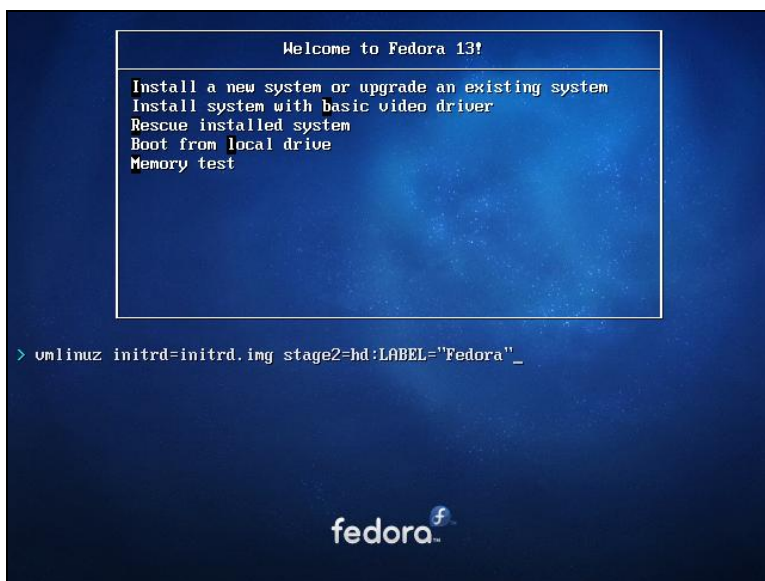 Welcome to Fedora 13!
Install a new system or upgrade an existing system
Install system with basic video driver
Rescue installed system
Boot from local drive
Memory test
> vmlinuz initrd=initrd.img stage2=hd:LABEL="Fedora"_
fedora™